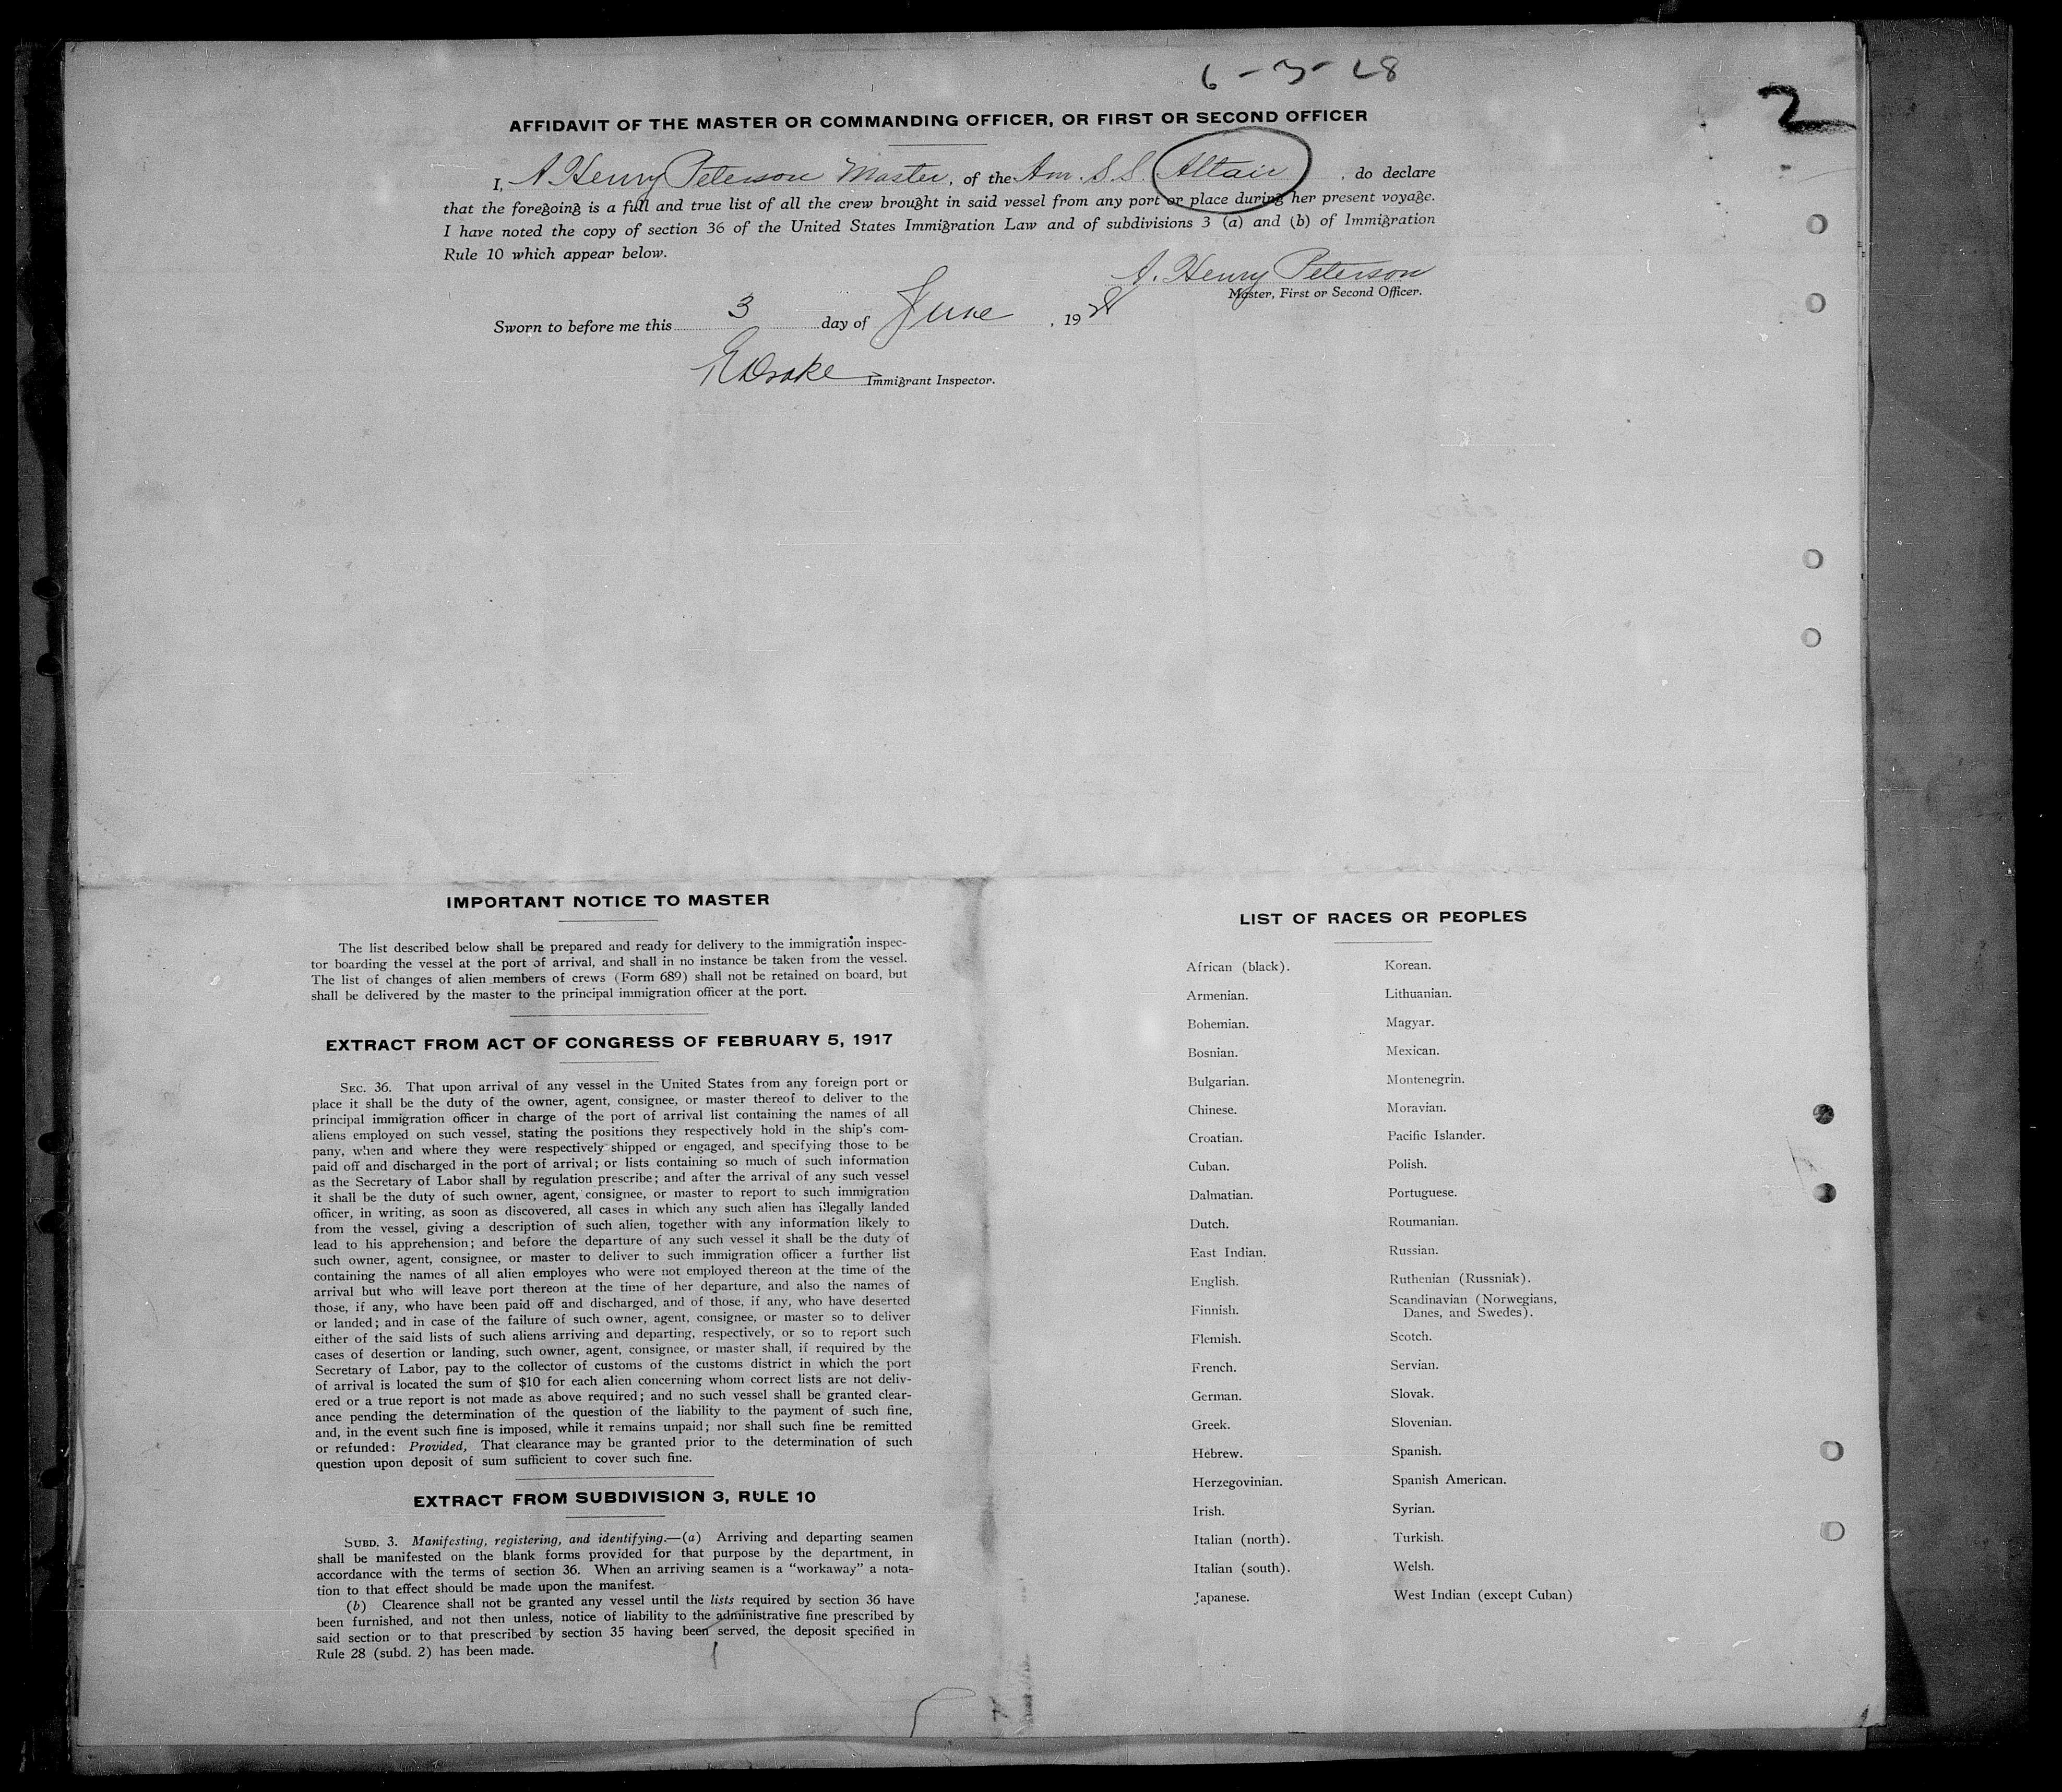 6-3-28
2
AFFIDAVIT OF THE MASTER OR COMMANDING OFFICER, OR FIRST OR SECOND OFFICER
I, A Henry Peterson Master, of the Am. S.S. Altair, do declare
that the foregoing is a full and true list of all the crew brought in said vessel from any port or place during her present voyage.
I have noted the copy of section 36 of the United States Immigration Law and of subdivisions 3 (a) and (b) of Immigration
Rule 10 which appear below.
A. Henry Peterson
Master, First or Second Officer.
Sworn to before me this 3 day of June, 1928
Drake Immigrant Inspector.
IMPORTANT NOTICE TO MASTER
The list described below shall be prepared and ready for delivery to the immigration inspec-
tor boarding the vessel at the port of arrival, and shall in no instance be taken from the vessel.
The list of changes of alien members of crews (Form 689) shall not be retained on board, but
shall be delivered by the master to the principal immigration officer at the port.
EXTRACT FROM ACT OF CONGRESS OF FEBRUARY 5, 1917
SEC. 36. That upon arrival of any vessel in the United States from any foreign port or
place it shall be the duty of the owner, agent, consignee, or master thereof to deliver to the
principal immigration officer in charge of the port of arrival list containing the names of all
aliens employed on such vessel, stating the positions they respectively hold in the ship's com-
pany, when and where they were respectively shipped or engaged, and specifying those to be
paid off and discharged in the port of arrival; or lists containing so much of such information
as the Secretary of Labor shall by regulation prescribe; and after the arrival of any such vessel
it shall be the duty of such owner, agent, consignee, or master to report to such immigration
officer, in writing, as soon as discovered, all cases in which any such alien has illegally landed
from the vessel, giving a description of such alien, together with any information likely to
lead to his apprehension; and before the departure of any such vessel it shall be the duty of
such owner, agent, consignee, or master to deliver to such immigration officer a further list
containing the names of all alien employes who were not employed thereon at the time of the
arrival but who will leave port thereon at the time of her departure, and also the names of
those, if any, who have been paid off and discharged, and of those, if any, who have deserted
or landed; and in case of the failure of such owner, agent, consignee, or master so to deliver
either of the said lists of such aliens arriving and departing, respectively, or so to report such
cases of desertion or landing, such owner, agent, consignee, or master shall, if required by the
Secretary of Labor, pay to the collector of customs of the customs district in which the port
of arrival is located the sum of $10 for each alien concerning whom correct lists are not deliv-
ered or a true report is not made as above required; and no such vessel shall be granted clear-
ance pending the determination of the question of the liability to the payment of such fine,
and, in the event such fine is imposed, while it remains unpaid; nor shall such fine be remitted
or refunded: Provided, That clearance may be granted prior to the determination of such
question upon deposit of sum sufficient to cover such fine.
EXTRACT FROM SUBDIVISION 3, RULE 10
SUBD. 3. Manifesting, registering, and identifying.—(a) Arriving and departing seamen
shall be manifested on the blank forms provided for that purpose by the department, in
accordance with the terms of section 36. When an arriving seamen is a "workaway" a nota-
tion to that effect should be made upon the manifest.
(b) Clearence shall not be granted any vessel until the lists required by section 36 have
been furnished, and not then unless, notice of liability to the administrative fine prescribed by
said section or to that prescribed by section 35 having been served, the deposit specified in
Rule 28 (subd. 2) has been made.
LIST OF RACES OR PEOPLES
African (black).
Armenian.
Bohemian.
Bosnian.
Bulgarian.
Chinese.
Croatian.
Cuban.
Dalmatian.
Dutch.
East Indian.
English.
Finnish.
Flemish.
French.
German.
Greek.
Hebrew.
Herzegovinian.
Irish.
Italian (north).
Italian (south).
Japanese.
Korean.
Lithuanian.
Magyar.
Mexican.
Montenegrin.
Moravian.
Pacific Islander.
Polish.
Portuguese.
Roumanian.
Russian.
Ruthenian (Russniak).
Scandinavian (Norwegians,
Danes, and Swedes).
Scotch.
Servian.
Slovak.
Slovenian.
Spanish.
Spanish American.
Syrian.
Turkish.
Welsh.
West Indian (except Cuban)